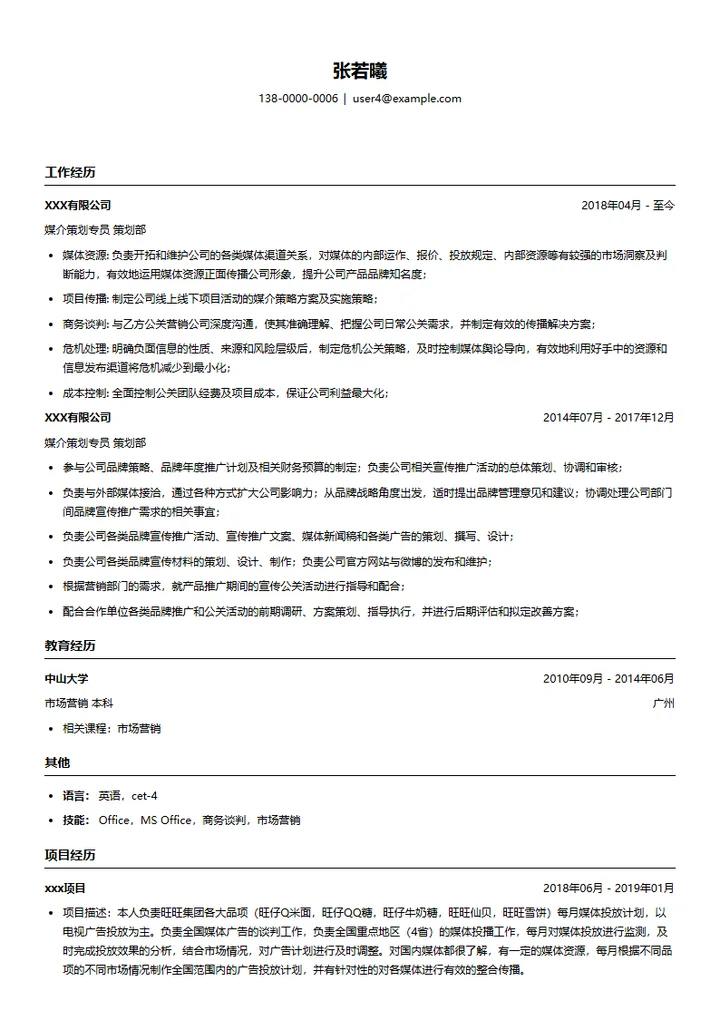 张若曦
138-0000-0006 | user4@example.com
工作经历
XXX有限公司 2018年04月 - 至今
媒介策划专员 策划部
• 媒体资源: 负责开拓和维护公司的各类媒体渠道关系，对媒体的内部运作、报价、投放规定、内部资源等有较强的市场洞察及判
断能力，有效地运用媒体资源正面传播公司形象，提升公司产品品牌知名度；
• 项目传播: 制定公司线上线下项目活动的媒介策略方案及实施策略；
• 商务谈判: 与乙方公关营销公司深度沟通，使其准确理解、把握公司日常公关需求，并制定有效的传播解决方案；
• 危机处理: 明确负面信息的性质、来源和风险层级后，制定危机公关策略，及时控制媒体舆论导向，有效地利用好手中的资源和
信息发布渠道将危机减少到最小化；
• 成本控制: 全面控制公关团队经费及项目成本，保证公司利益最大化；
XXX有限公司 2014年07月 - 2017年12月
媒介策划专员 策划部
• 参与公司品牌策略、品牌年度推广计划及相关财务预算的制定；负责公司相关宣传推广活动的总体策划、协调和审核；
• 负责与外部媒体接洽，通过各种方式扩大公司影响力；从品牌战略角度出发，适时提出品牌管理意见和建议；协调处理公司部门
间品牌宣传推广需求的相关事宜；
• 负责公司各类品牌宣传推广活动、宣传推广文案、媒体新闻稿和各类广告的策划、撰写、设计；
• 负责公司各类品牌宣传材料的策划、设计、制作；负责公司官方网站与微博的发布和维护；
• 根据营销部门的需求，就产品推广期间的宣传公关活动进行指导和配合；
• 配合合作单位各类品牌推广和公关活动的前期调研、方案策划、指导执行，并进行后期评估和拟定改善方案；
教育经历
中山大学 2010年09月 - 2014年06月
市场营销 本科 广州
• 相关课程：市场营销
其他
• 语言： 英语，cet-4
• 技能： Office，MS Office，商务谈判，市场营销
项目经历
xxx项目 2018年06月 - 2019年01月
• 项目描述：本人负责旺旺集团各大品项（旺仔Q米面，旺仔QQ糖，旺仔牛奶糖，旺旺仙贝，旺旺雪饼）每月媒体投放计划，以
电视广告投放为主。负责全国媒体广告的谈判工作，负责全国重点地区（4省）的媒体投播工作，每月对媒体投放进行监测，及
时完成投放效果的分析，结合市场情况，对广告计划进行及时调整。对国内媒体都很了解，有一定的媒体资源，每月根据不同品
项的不同市场情况制作全国范围内的广告投放计划，并有针对性的对各媒体进行有效的整合传播。